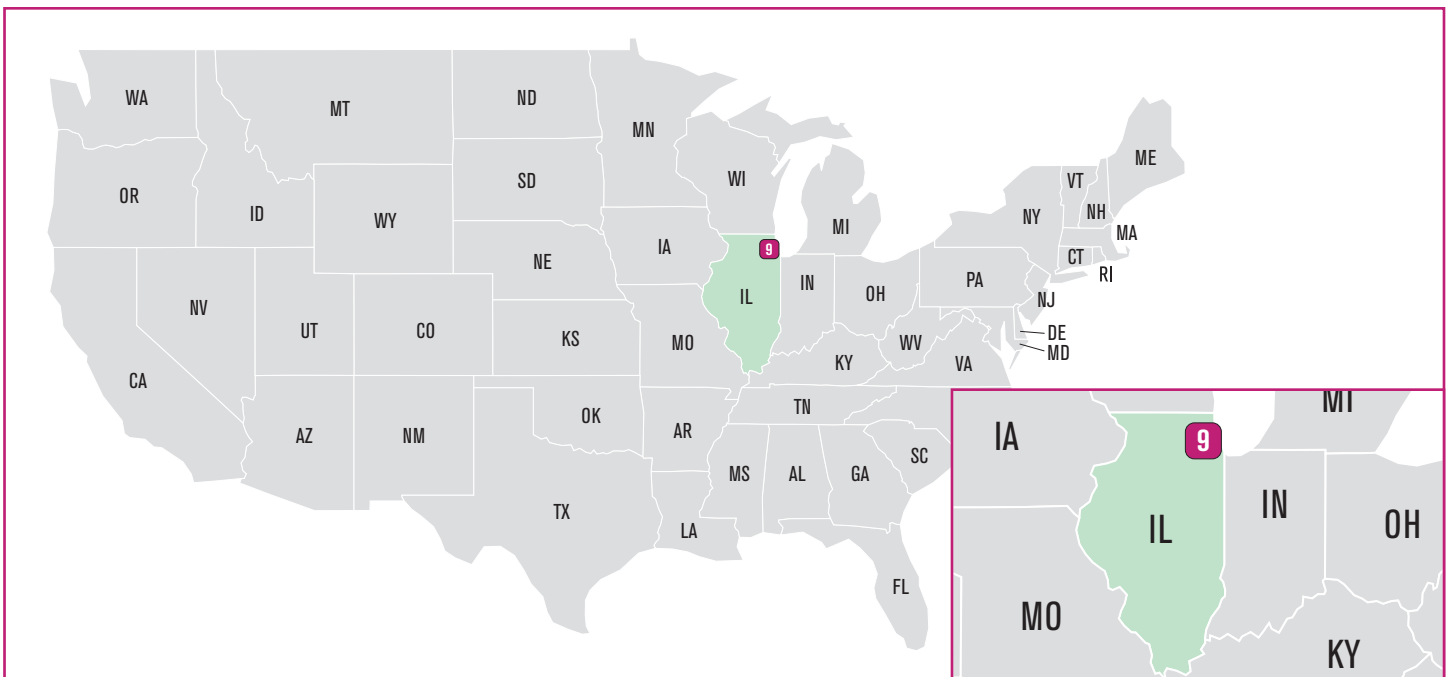 WA
MT
ND
MN
ME
OR
ID
WY
SD
WI
MI
NY
VT
NH
MA
CT
RI
NV
UT
CO
NE
IA
9
IL
IN
OH
PA
NJ
DE
MD
CA
KS
MO
KY
WV
VA
AZ
NM
OK
AR
TN
SC
TX
LA
MS
AL
GA
FL
IA
MI
9
IL
IN
OH
MO
KY